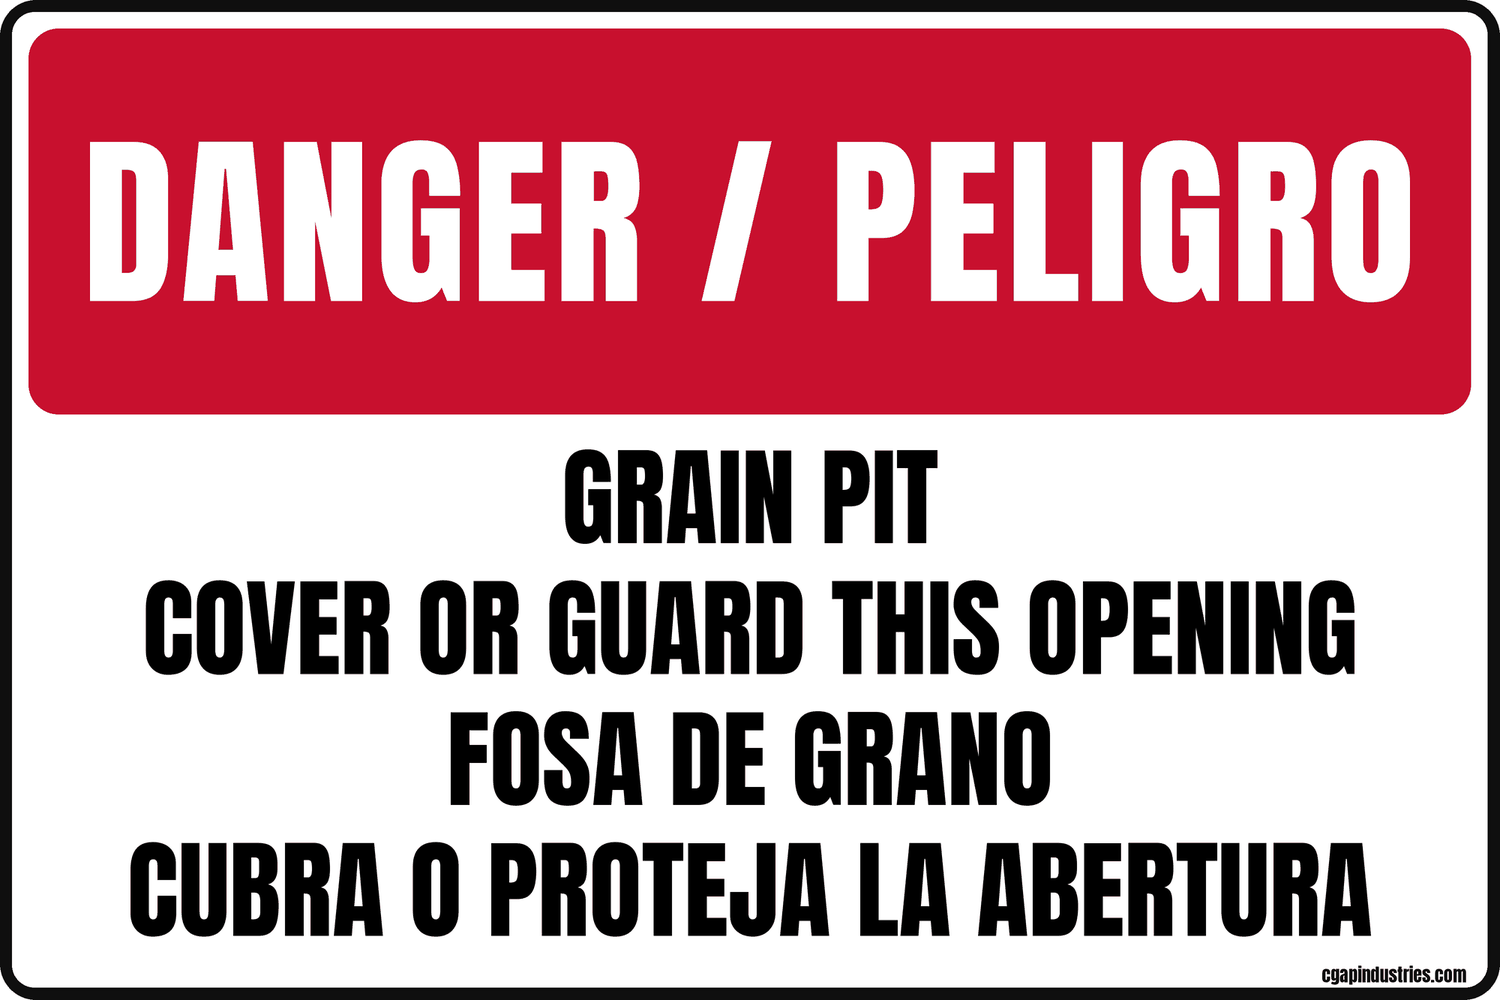 DANGER / PELIGRO
GRAIN PIT
COVER OR GUARD THIS OPENING
FOSA DE GRANO
CUBRA O PROTEJA LA ABERTURA
cgapindustries.com